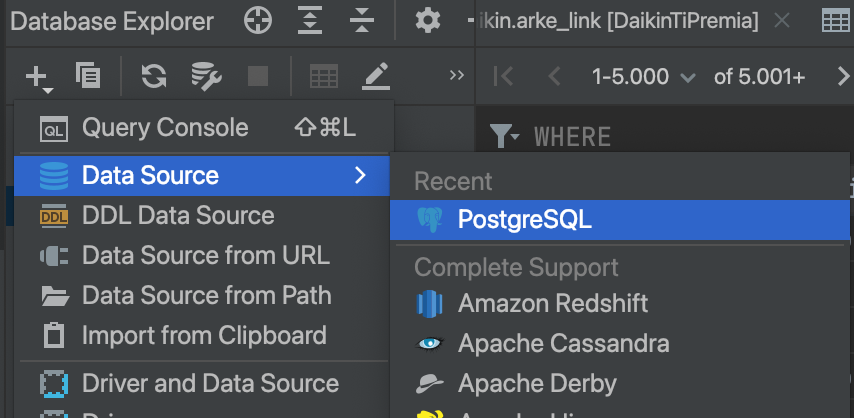 Database Explorer
ikin.arke_link [DaikinTiPremia]
1-5.000
of 5.001+
QL
Query Console
⇧⌘L
WHERE
Data Source
Recent
DDL
DDL Data Source
PostgreSQL
Data Source from URL
Complete Support
Data Source from Path
Amazon Redshift
Import from Clipboard
Apache Cassandra
Driver and Data Source
Apache Derby